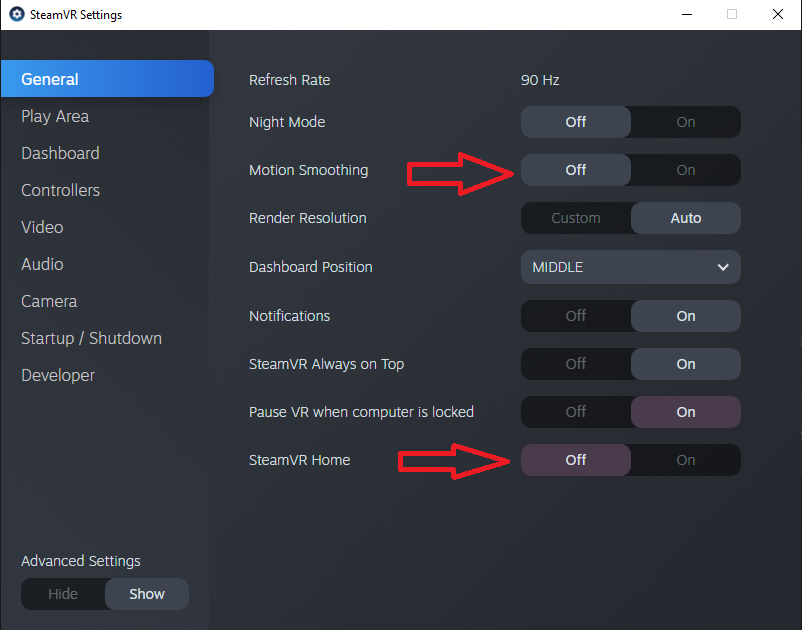 SteamVR Settings
General
Play Area
Dashboard
Controllers
Video
Audio
Camera
Startup / Shutdown
Developer
Advanced Settings
Hide Show
Refresh Rate 90 Hz
Night Mode Off On
Motion Smoothing Off On
Render Resolution Custom Auto
Dashboard Position MIDDLE
Notifications Off On
SteamVR Always on Top Off On
Pause VR when computer is locked Off On
SteamVR Home Off On